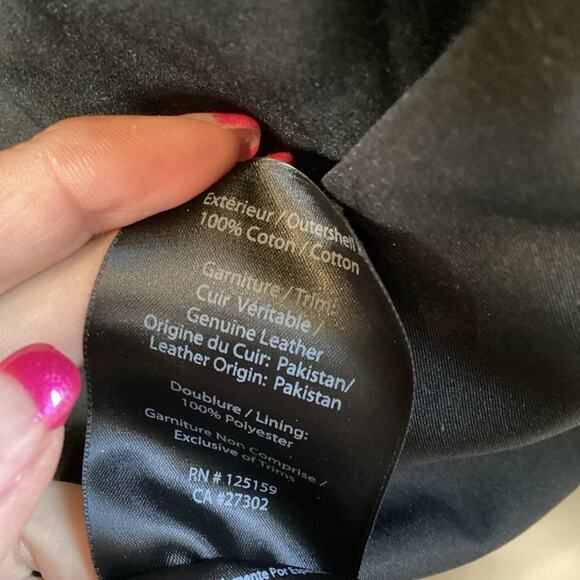 Extérieur / Outershell
100% Coton / Cotton
Garniture / Trim:
Cuir Véritable /
Genuine Leather
Origine du Cuir: Pakistan/
Leather Origin: Pakistan
Doublure / Lining:
100% Polyester
Garniture Non Comprise /
Exclusive of Trims
RN # 125159
CA #27302
Por